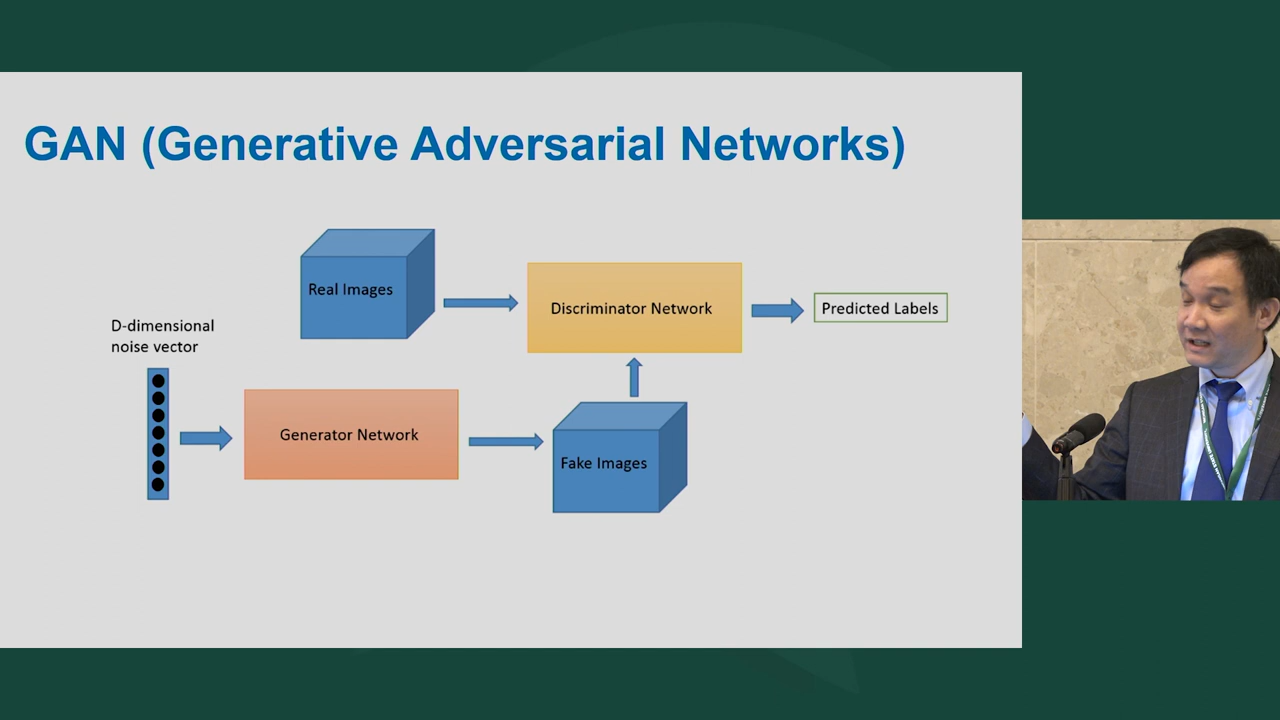 GAN (Generative Adversarial Networks)
Real Images
Discriminator Network
Predicted Labels
D-dimensional
noise vector
Generator Network
Fake Images